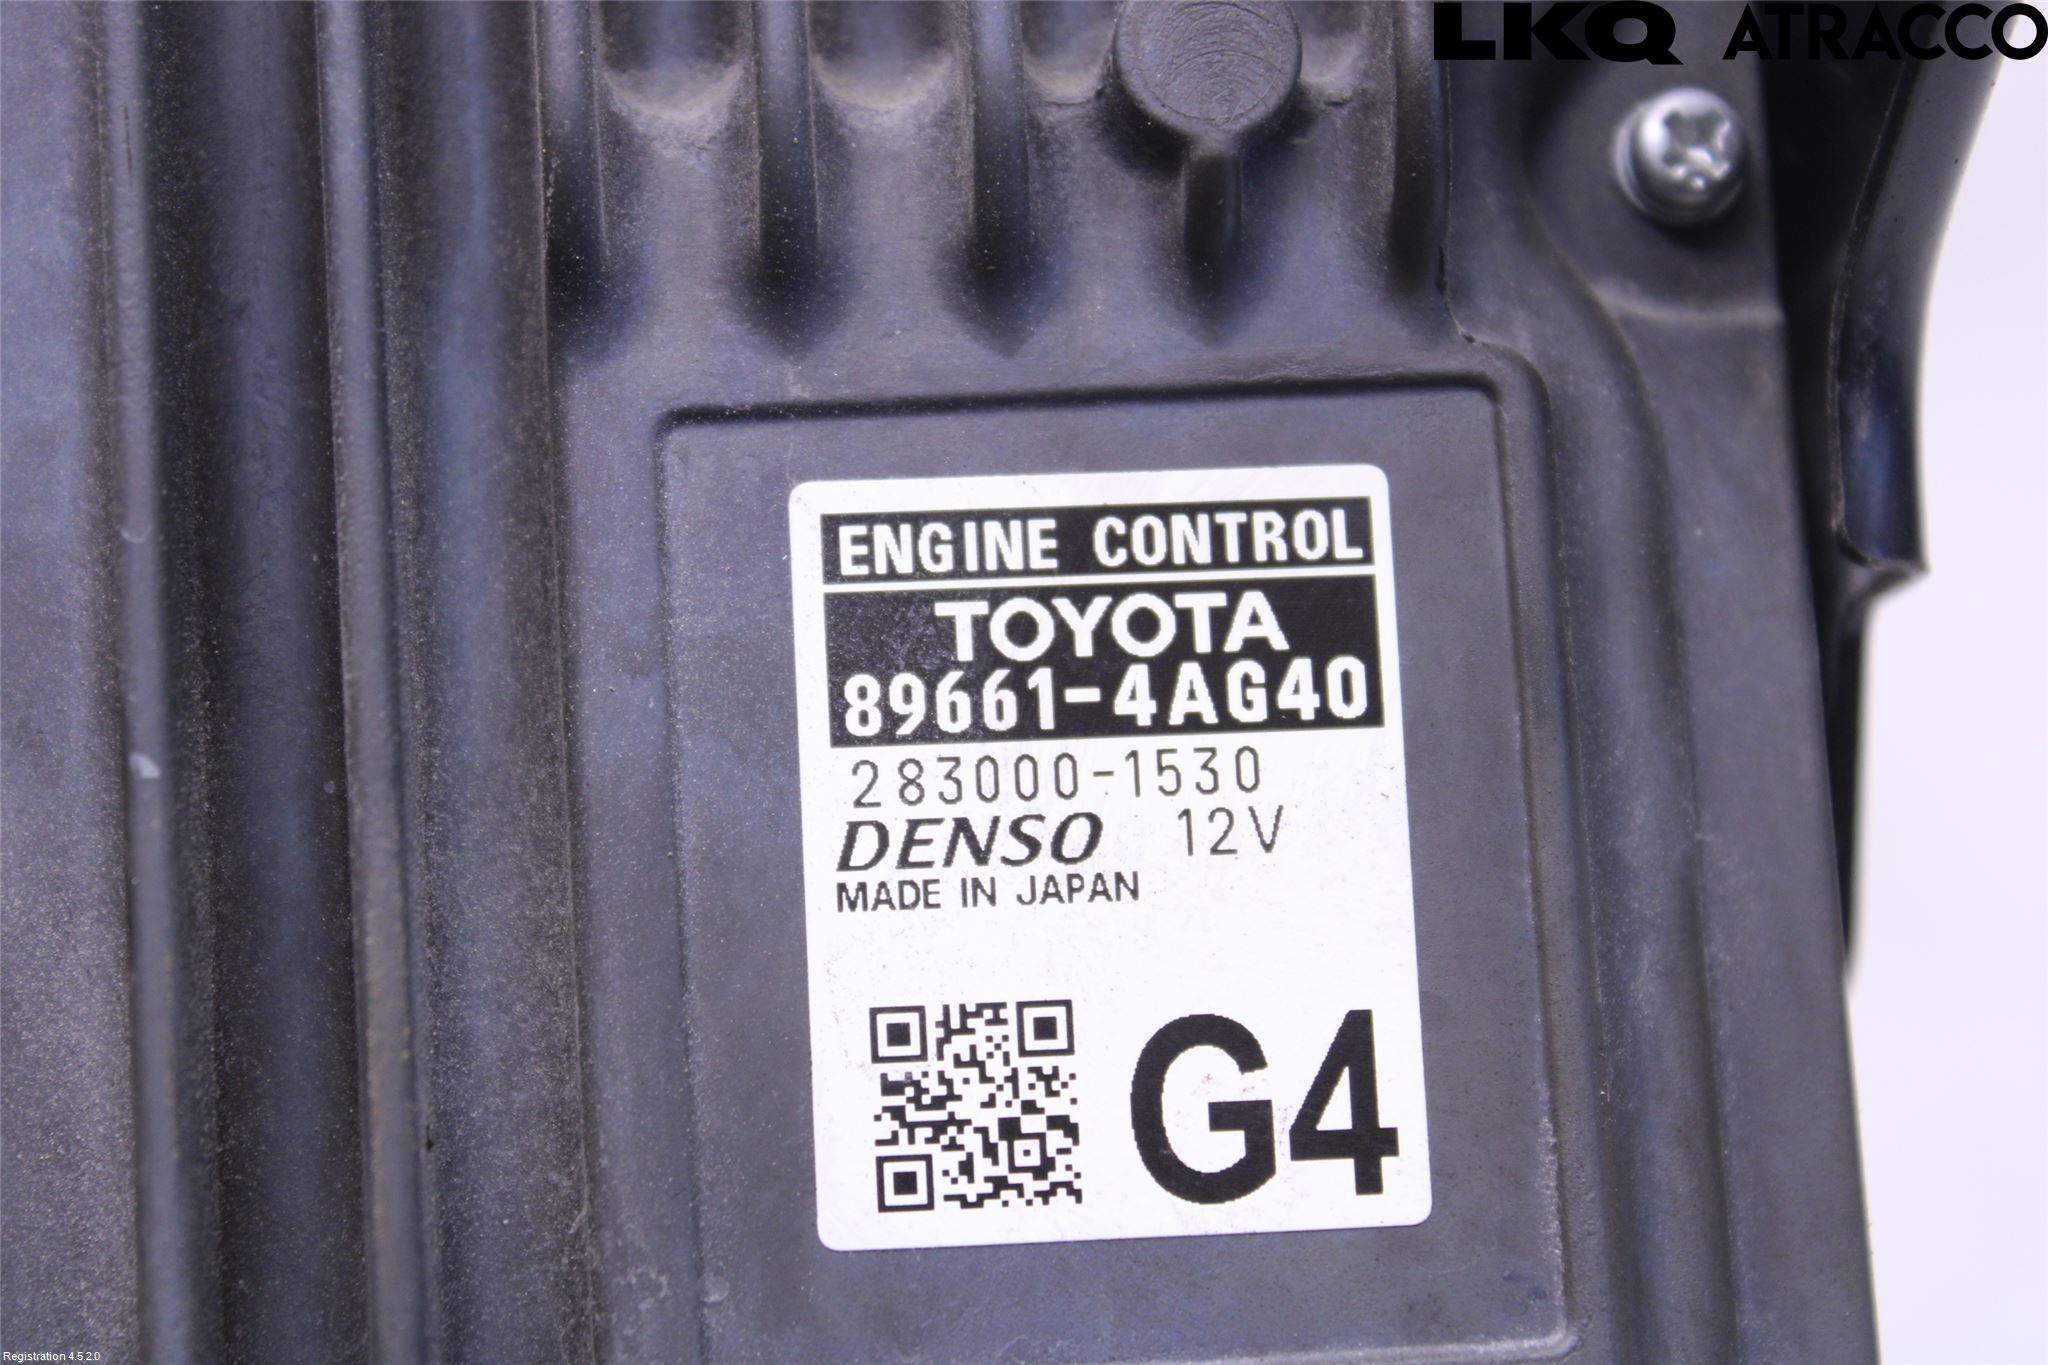 LKQ ATRACCO
ENGINE CONTROL
TOYOTA
89661-4AG40
283000-1530
DENSO 12V
MADE IN JAPAN
G4
Registration 4.5.2.0